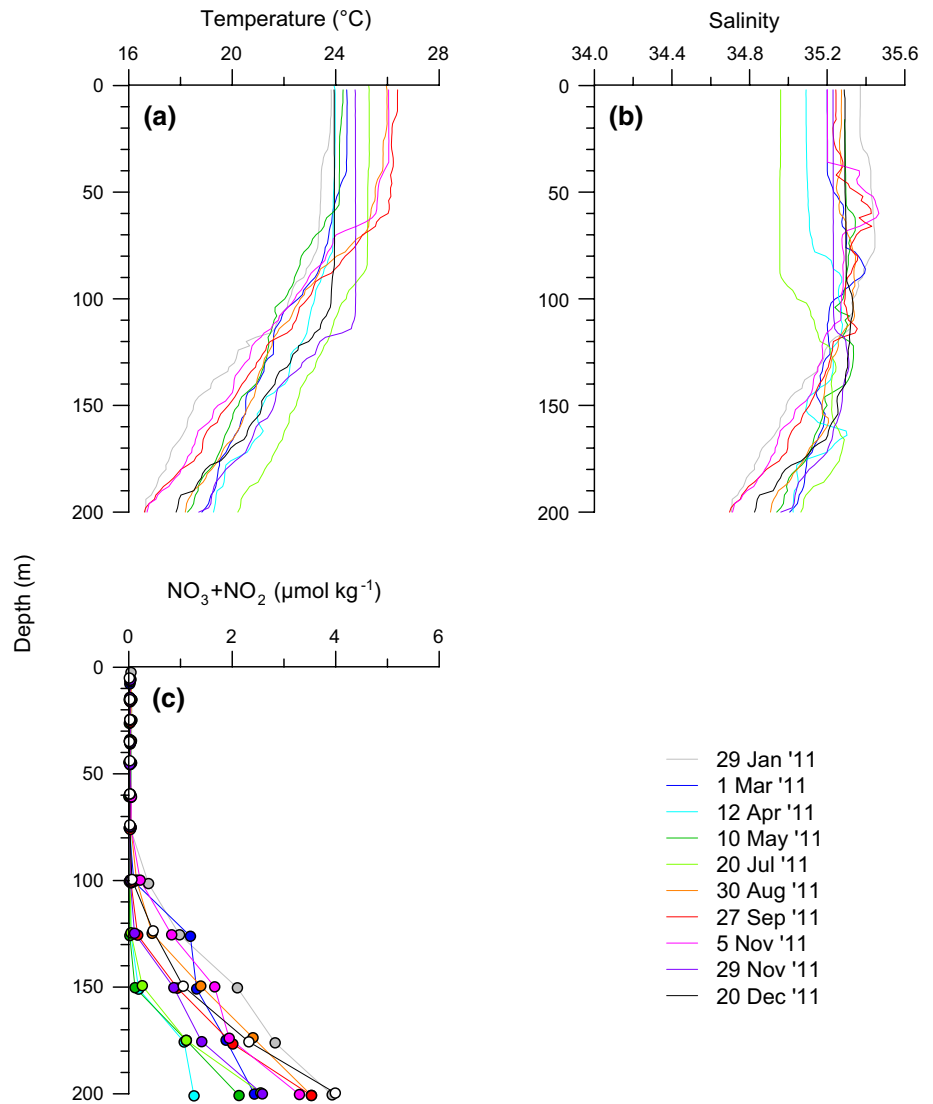 Temperature (°C)
16 20 24 28
0
50
100
150
200
(a)
Salinity
34.0 34.4 34.8 35.2 35.6
0
50
100
150
200
(b)
Depth (m)
NO₃+NO₂ (µmol kg⁻¹)
0 2 4 6
0
50
100
150
200
(c)
29 Jan '11
1 Mar '11
12 Apr '11
10 May '11
20 Jul '11
30 Aug '11
27 Sep '11
5 Nov '11
29 Nov '11
20 Dec '11